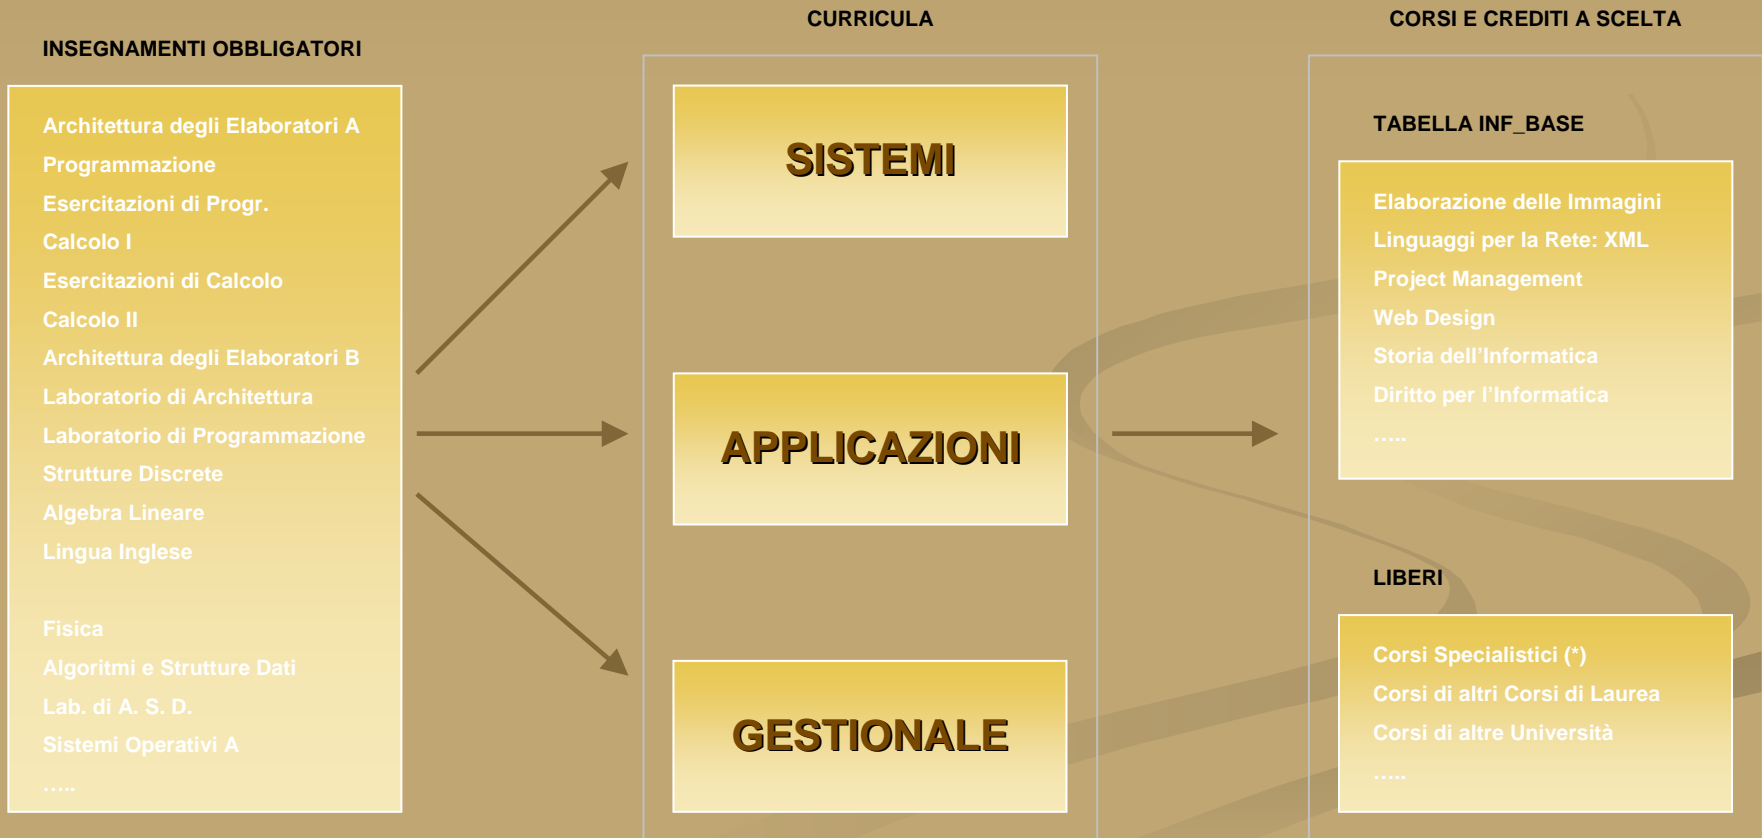 INSEGNAMENTI OBBLIGATORI
Architettura degli Elaboratori A
Programmazione
Esercitazioni di Progr.
Calcolo I
Esercitazioni di Calcolo
Calcolo II
Architettura degli Elaboratori B
Laboratorio di Architettura
Laboratorio di Programmazione
Strutture Discrete
Algebra Lineare
Lingua Inglese
Fisica
Algoritmi e Strutture Dati
Lab. di A. S. D.
Sistemi Operativi A
…..
CURRICULA
SISTEMI
APPLICAZIONI
GESTIONALE
CORSI E CREDITI A SCELTA
TABELLA INF_BASE
Elaborazione delle Immagini
Linguaggi per la Rete: XML
Project Management
Web Design
Storia dell’Informatica
Diritto per l’Informatica
…..
LIBERI
Corsi Specialistici (*)
Corsi di altri Corsi di Laurea
Corsi di altre Università
…..